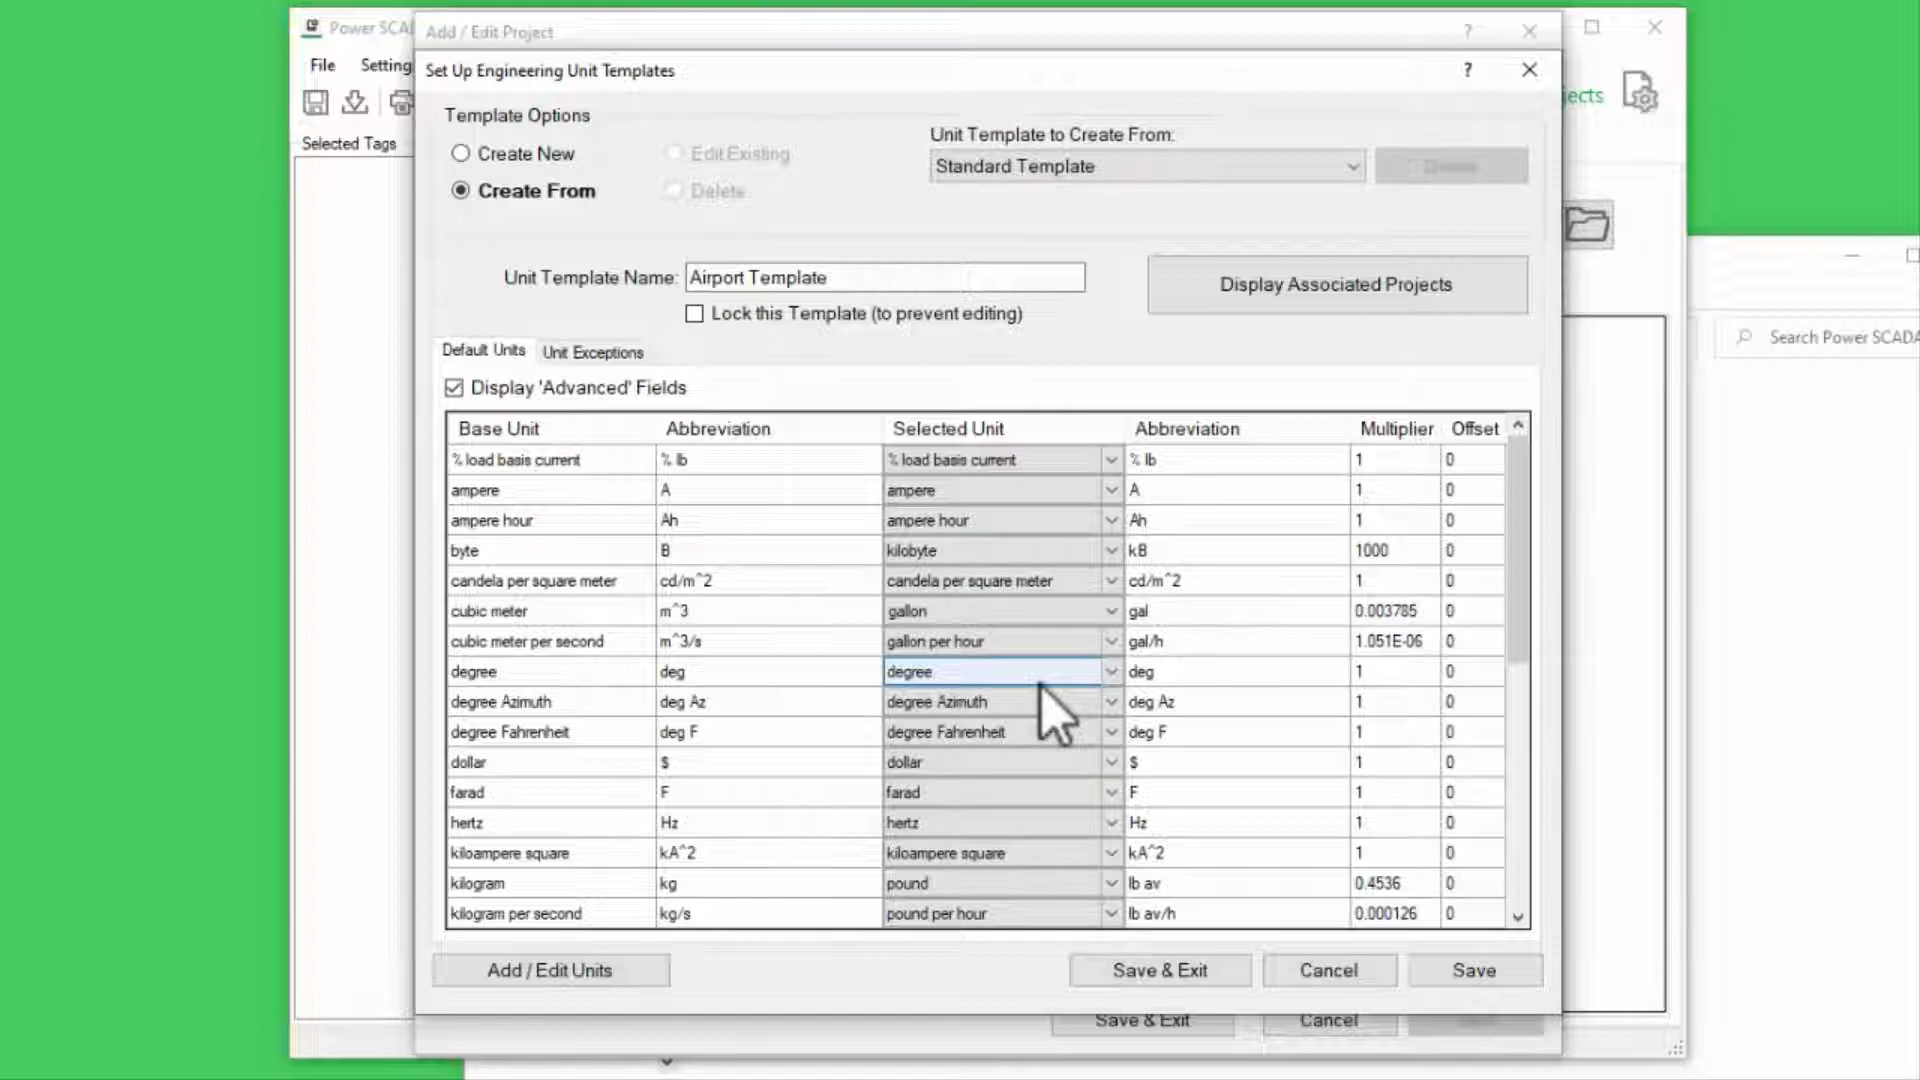 Power SCA
Add / Edit Project
?
File Setting
Set Up Engineering Unit Templates
?
ects
Selected Tags
Template Options
Create New
Edit Existing
Create From
Delete
Unit Template to Create From:
Standard Template
Unit Template Name: Airport Template
Lock this Template (to prevent editing)
Display Associated Projects
Search Power SCADA
Default Units Unit Exceptions
Display 'Advanced' Fields
Base Unit Abbreviation Selected Unit Abbreviation Multiplier Offset
% load basis current % lb % load basis current % lb 1 0
ampere A ampere A 1 0
ampere hour Ah ampere hour Ah 1 0
byte B kilobyte kB 1000 0
candela per square meter cd/m^2 candela per square meter cd/m^2 1 0
cubic meter m^3 gallon gal 0.003785 0
cubic meter per second m^3/s gallon per hour gal/h 1.051E-06 0
degree deg degree deg 1 0
degree Azimuth deg Az degree Azimuth deg Az 1 0
degree Fahrenheit deg F degree Fahrenheit deg F 1 0
dollar $ dollar $ 1 0
farad F farad F 1 0
hertz Hz hertz Hz 1 0
kiloampere square kA^2 kiloampere square kA^2 1 0
kilogram kg pound lb av 0.4536 0
kilogram per second kg/s pound per hour lb av/h 0.000126 0
Add / Edit Units
Save & Exit Cancel Save
Save & Exit Cancel